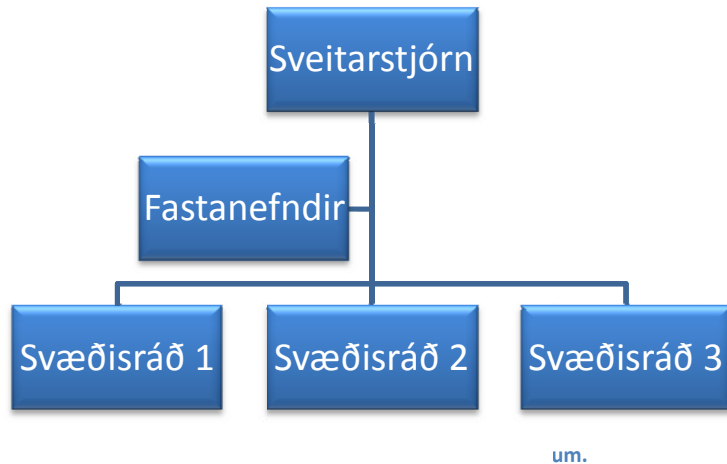 Sveitarstjórn
Fastanefndir
Svæðisráð 1
Svæðisráð 2
Svæðisráð 3
um.